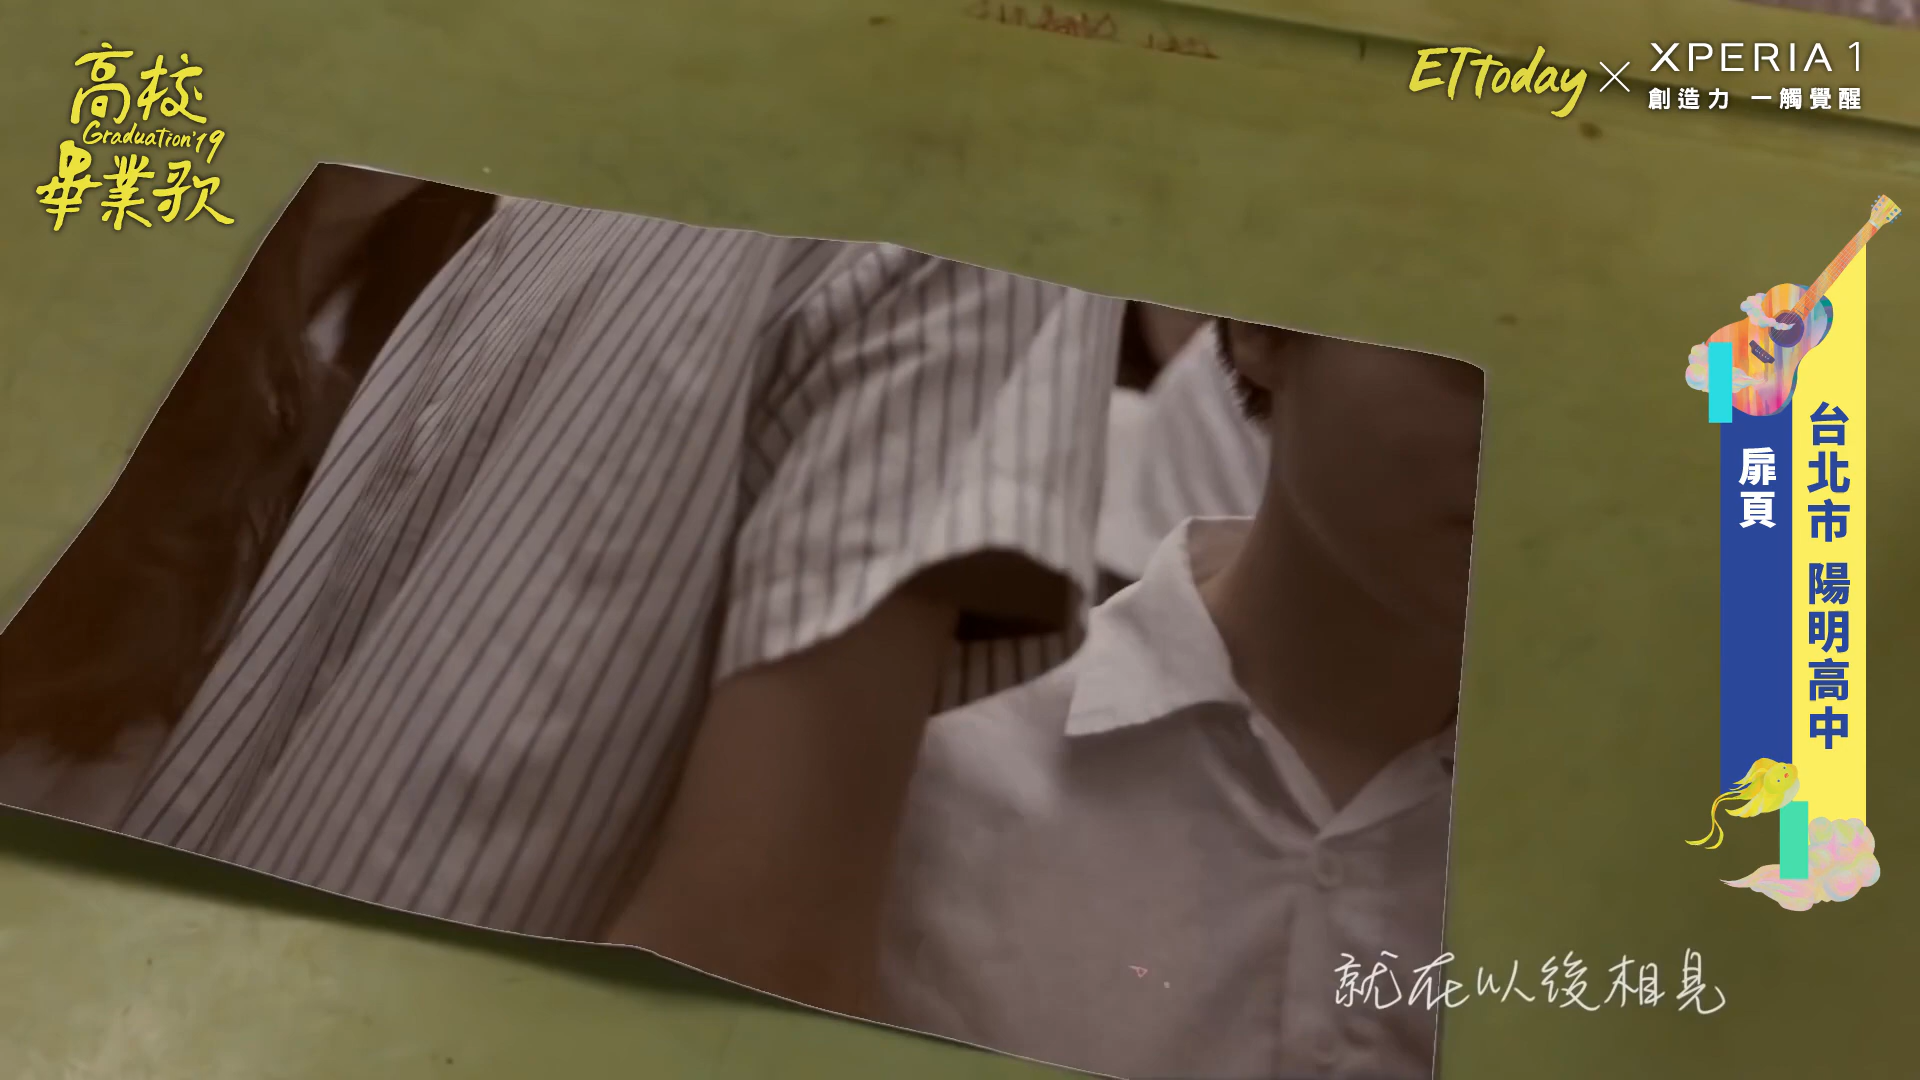 高校
Graduation'19
畢業歌
ETtoday × XPERIA 1
創造力 一觸覺醒
台北市 陽明高中
扉頁
就在以後相見